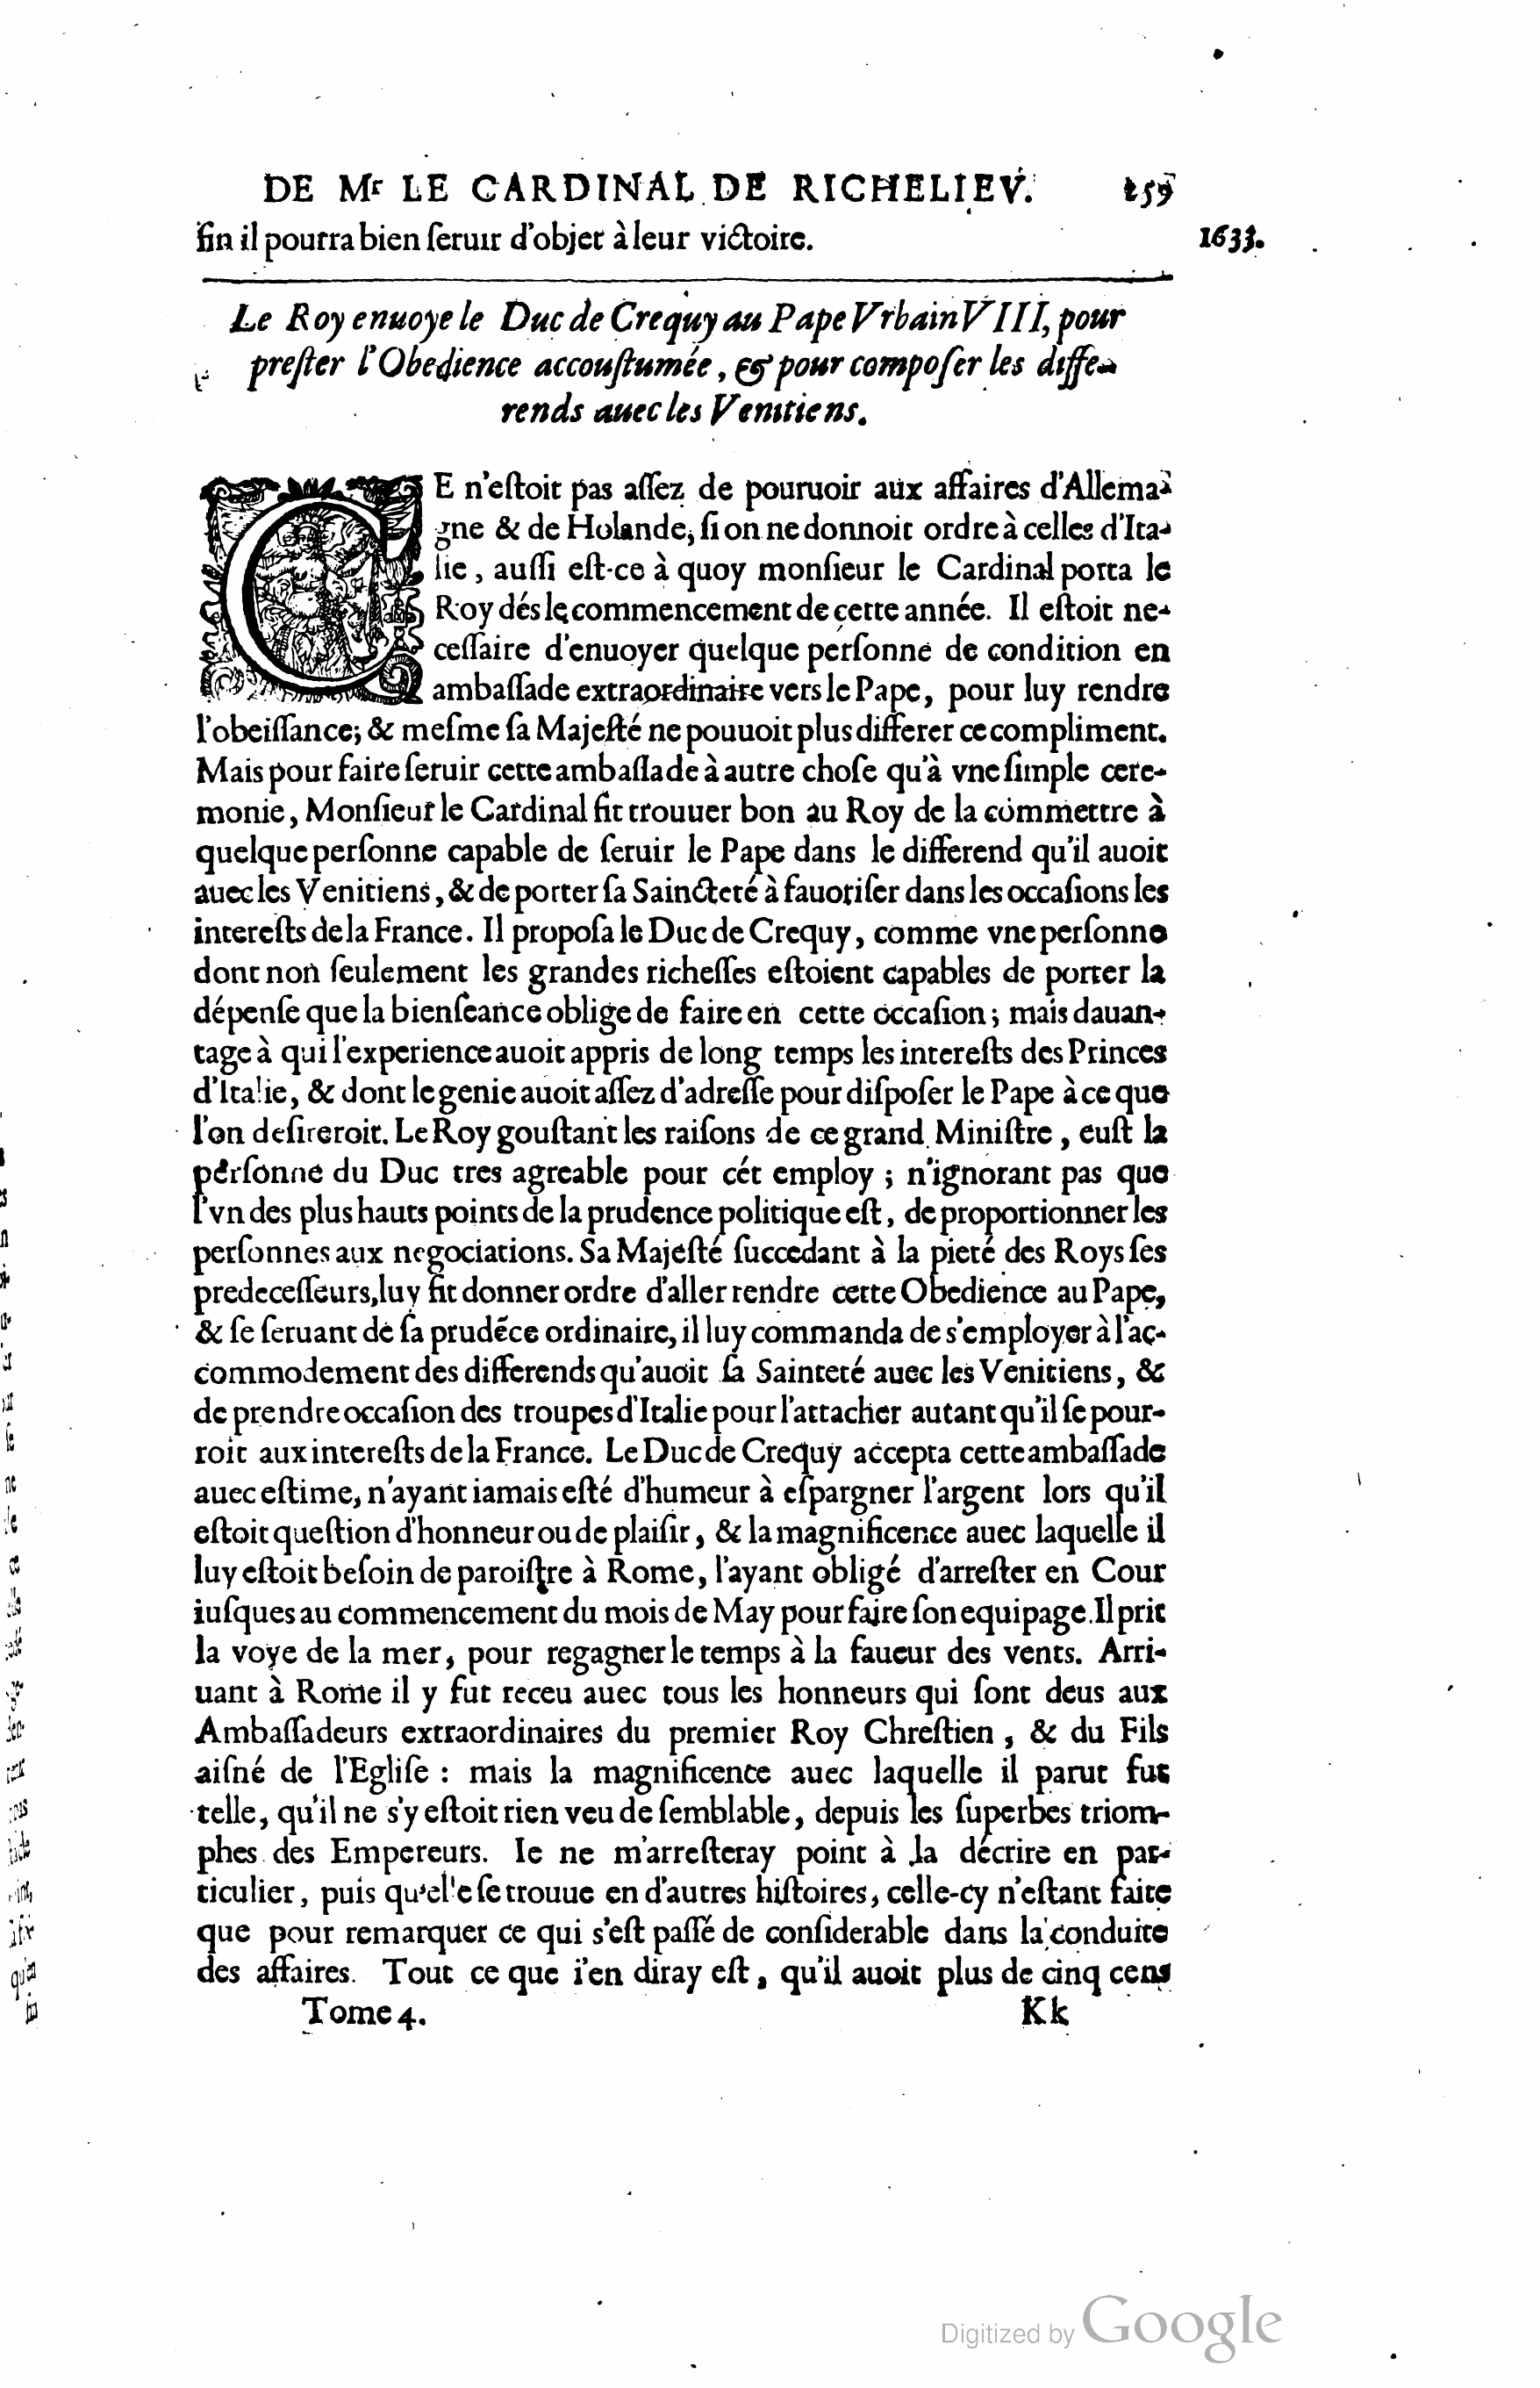 DE Mr LE CARDINAL DE RICHELIEV. 259
fin il pourra bien ſeruir d'objet à leur victoire. 1633.
Le Roy enuoye le Duc de Crequy au Pape Vrbain VIII, pour
preſter l'Obedience accouſtumée, & pour compoſer les diffe-
rends auec les Venitiens.
CE n'eſtoit pas aſſez de pouruoir aux affaires d'Allema-
gne & de Holande, ſi on ne donnoit ordre à celles d'Ita-
lie, auſſi eſt-ce à quoy monſieur le Cardinal porta le
Roy dés le commencement de cette année. Il eſtoit ne-
ceſſaire d'enuoyer quelque perſonne de condition en
ambaſſade extraordinaire vers le Pape, pour luy rendre
l'obeiſſance; & meſme ſa Majeſté ne pouuoit plus differer ce compliment.
Mais pour faire ſeruir cette ambaſſade à autre choſe qu'à vne ſimple cere-
monie, Monſieur le Cardinal fit trouuer bon au Roy de la commettre à
quelque perſonne capable de ſeruir le Pape dans le differend qu'il auoit
auec les Venitiens, & de porter ſa Saincteté à fauoriſer dans les occaſions les
intereſts de la France. Il propoſa le Duc de Crequy, comme vne perſonne
dont non ſeulement les grandes richeſſes eſtoient capables de porter la
dépenſe que la bienſeance oblige de faire en cette occaſion; mais dauan-
tage à qui l'experience auoit appris de long temps les intereſts des Princes
d'Italie, & dont le genie auoit aſſez d'adreſſe pour diſpoſer le Pape à ce que
l'on deſireroit. Le Roy gouſtant les raiſons de ce grand Miniſtre, euſt la
perſonne du Duc tres agreable pour cét employ; n'ignorant pas que
l'vn des plus hauts points de la prudence politique eſt, de proportionner les
perſonnes aux negociations. Sa Majeſté ſuccedant à la pieté des Roys ſes
predeceſſeurs, luy fit donner ordre d'aller rendre cette Obedience au Pape,
& ſe ſeruant de ſa prudẽce ordinaire, il luy commanda de s'employer à l'ac-
commodement des differends qu'auoit ſa Sainteté auec les Venitiens, &
de prendre occaſion des troupes d'Italie pour l'attacher autant qu'il ſe pour-
roit aux intereſts de la France. Le Duc de Crequy accepta cette ambaſſade
auec eſtime, n'ayant iamais eſté d'humeur à eſpargner l'argent lors qu'il
eſtoit queſtion d'honneur ou de plaiſir, & la magnificence auec laquelle il
luy eſtoit beſoin de paroiſtre à Rome, l'ayant obligé d'arreſter en Cour
iuſques au commencement du mois de May pour faire ſon equipage. Il prit
la voye de la mer, pour regagner le temps à la faueur des vents. Arri-
uant à Rome il y fut receu auec tous les honneurs qui ſont deus aux
Ambaſſadeurs extraordinaires du premier Roy Chreſtien, & du Fils
aiſné de l'Egliſe : mais la magnificence auec laquelle il parut fut
telle, qu'il ne s'y eſtoit rien veu de ſemblable, depuis les ſuperbes triom-
phes des Empereurs. Ie ne m'arreſteray point à la décrire en par-
ticulier, puis qu'elle ſe trouue en d'autres hiſtoires, celle-cy n'eſtant faite
que pour remarquer ce qui s'eſt paſſé de conſiderable dans la conduite
des affaires. Tout ce que i'en diray eſt, qu'il auoit plus de cinq cens
Tome 4. Kk
Digitized by Google